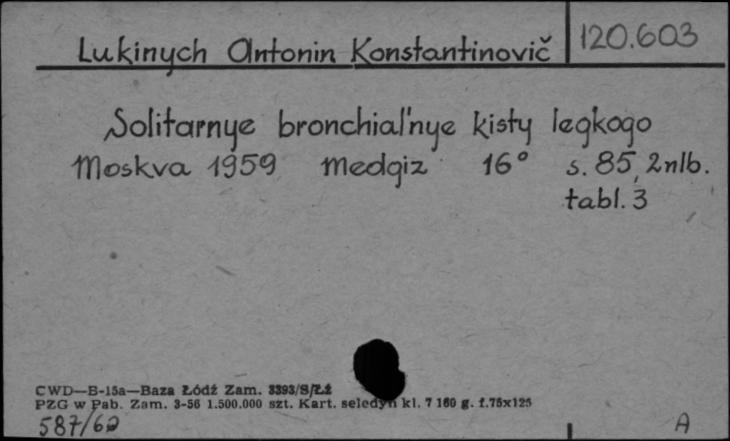 Lukinych Antonin Konstantinovič 120.603
Solitarnye bronchial'nye kisty legkogo
Moskva 1959 Medgiz 16° s. 85, 2nlb.
tabl. 3
CWD—B-15a—Baza Łódź Zam. 3393/S/Łź
PZG w Pab. Zam. 3-56 1.500.000 szt. Kart. seledyn kl. 7 160 g. f.75x125
587/62
A